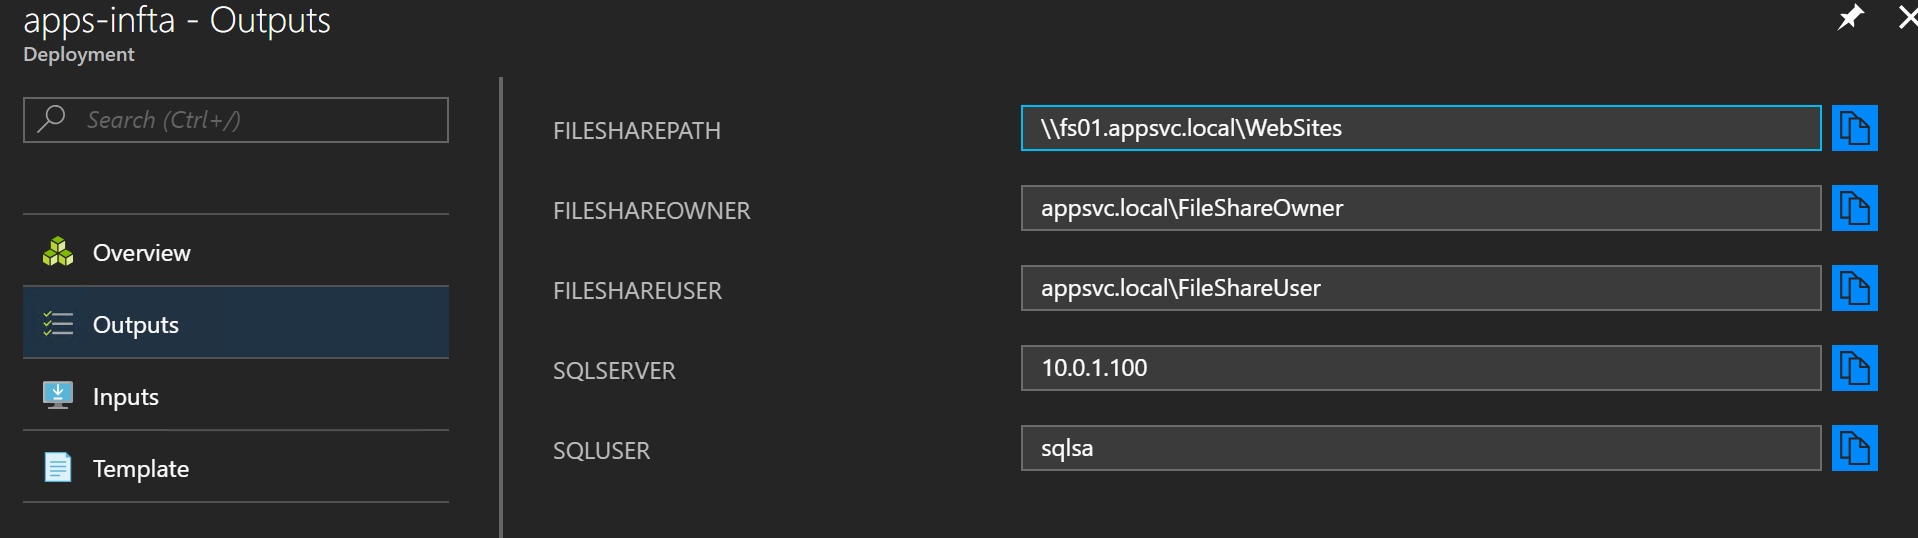 apps-infta - Outputs
Deployment
Search (Ctrl+/)
Overview
Outputs
Inputs
Template
FILESHAREPATH
\\fs01.appsvc.local\WebSites
FILESHAREOWNER
appsvc.local\FileShareOwner
FILESHAREUSER
appsvc.local\FileShareUser
SQLSERVER
10.0.1.100
SQLUSER
sqlsa